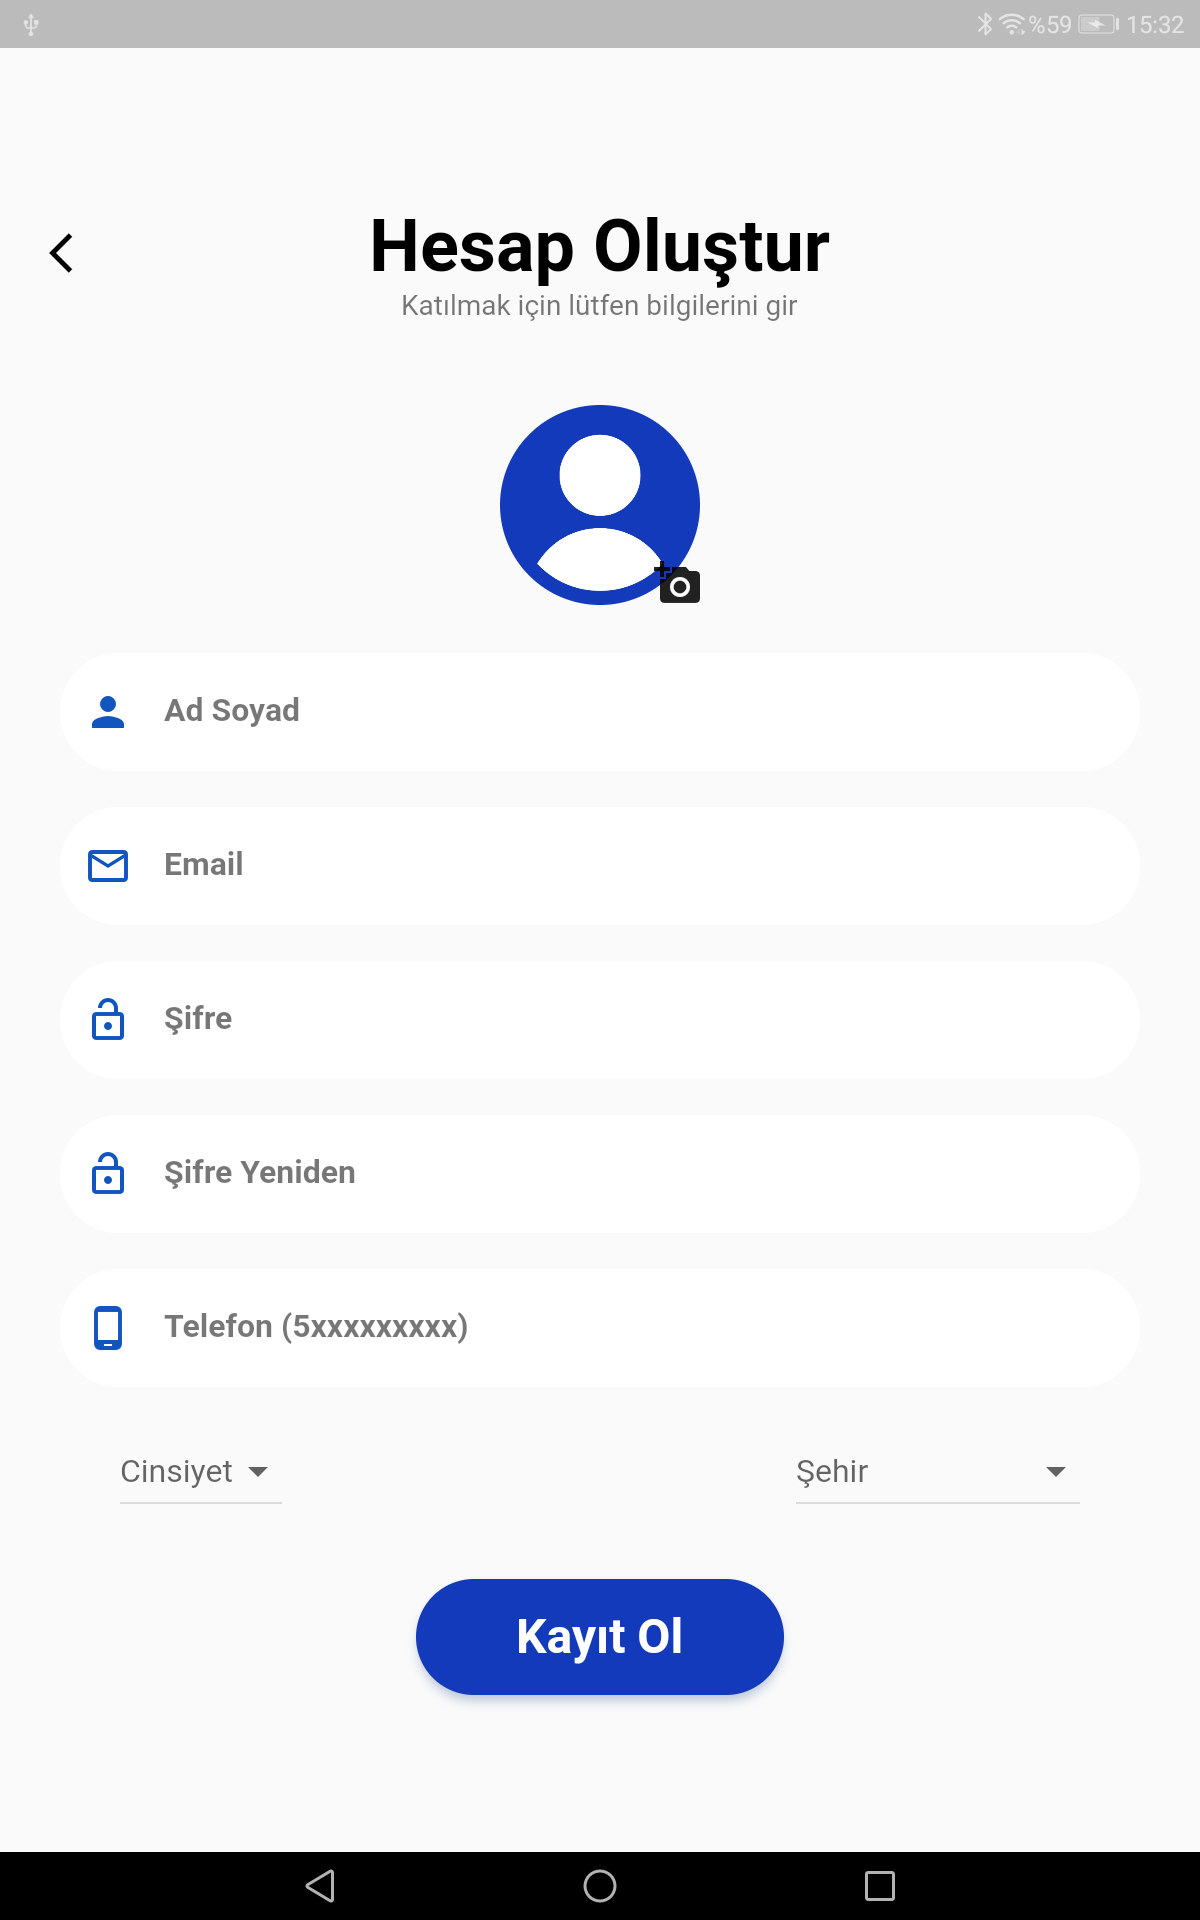 %59 15:32
Hesap Oluştur
Katılmak için lütfen bilgilerini gir
Ad Soyad
Email
Şifre
Şifre Yeniden
Telefon (5xxxxxxxxx)
Cinsiyet Şehir
Kayıt Ol